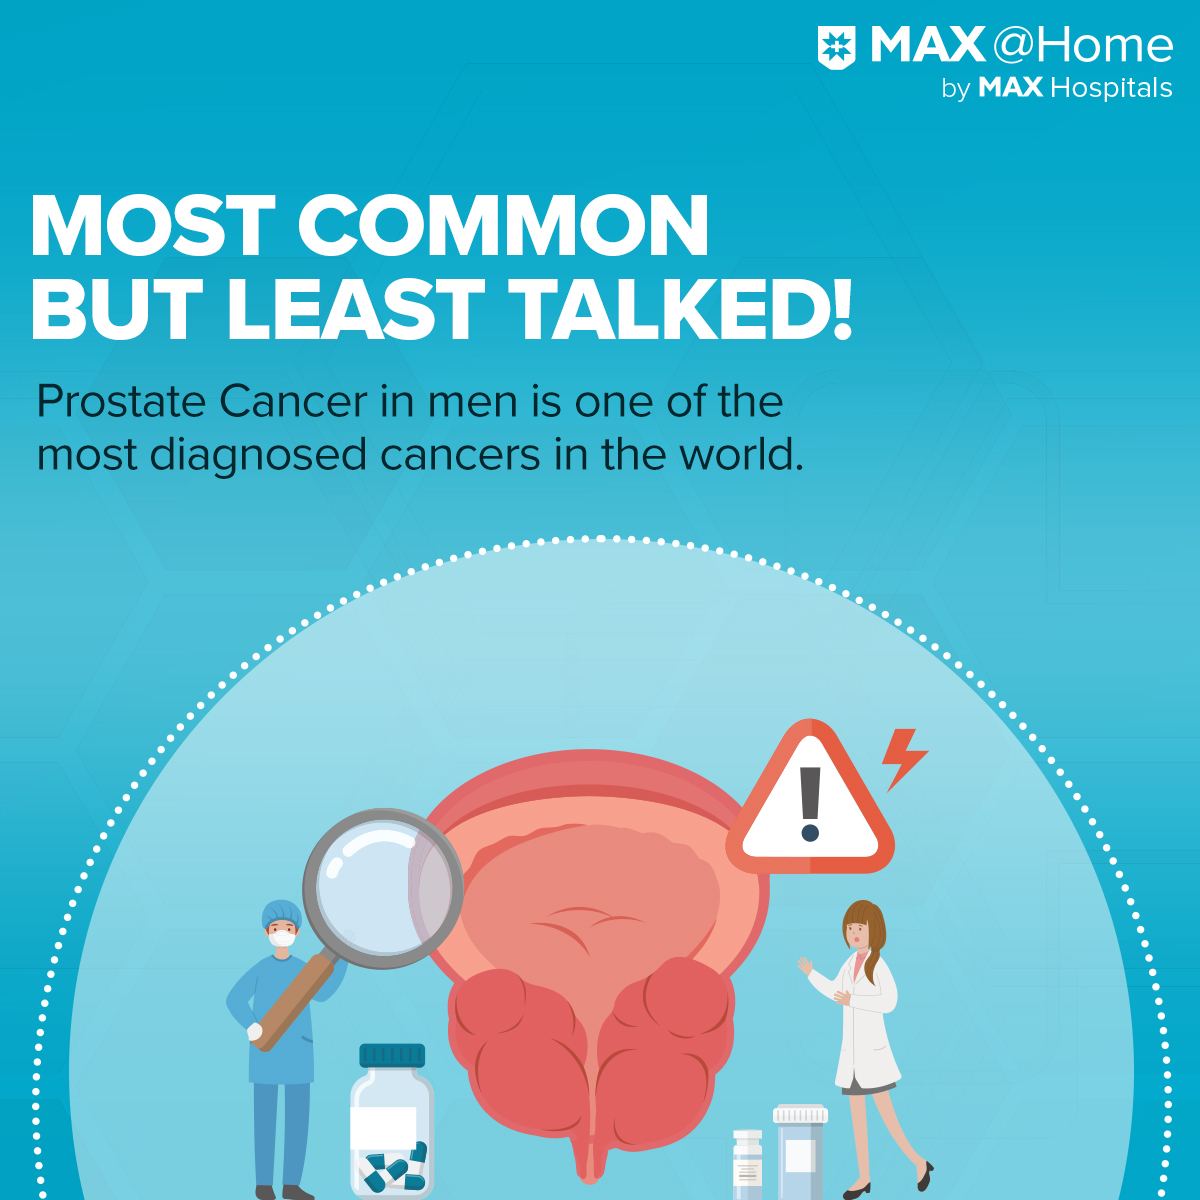 MAX @Home
by MAX Hospitals
MOST COMMON
BUT LEAST TALKED!
Prostate Cancer in men is one of the
most diagnosed cancers in the world.